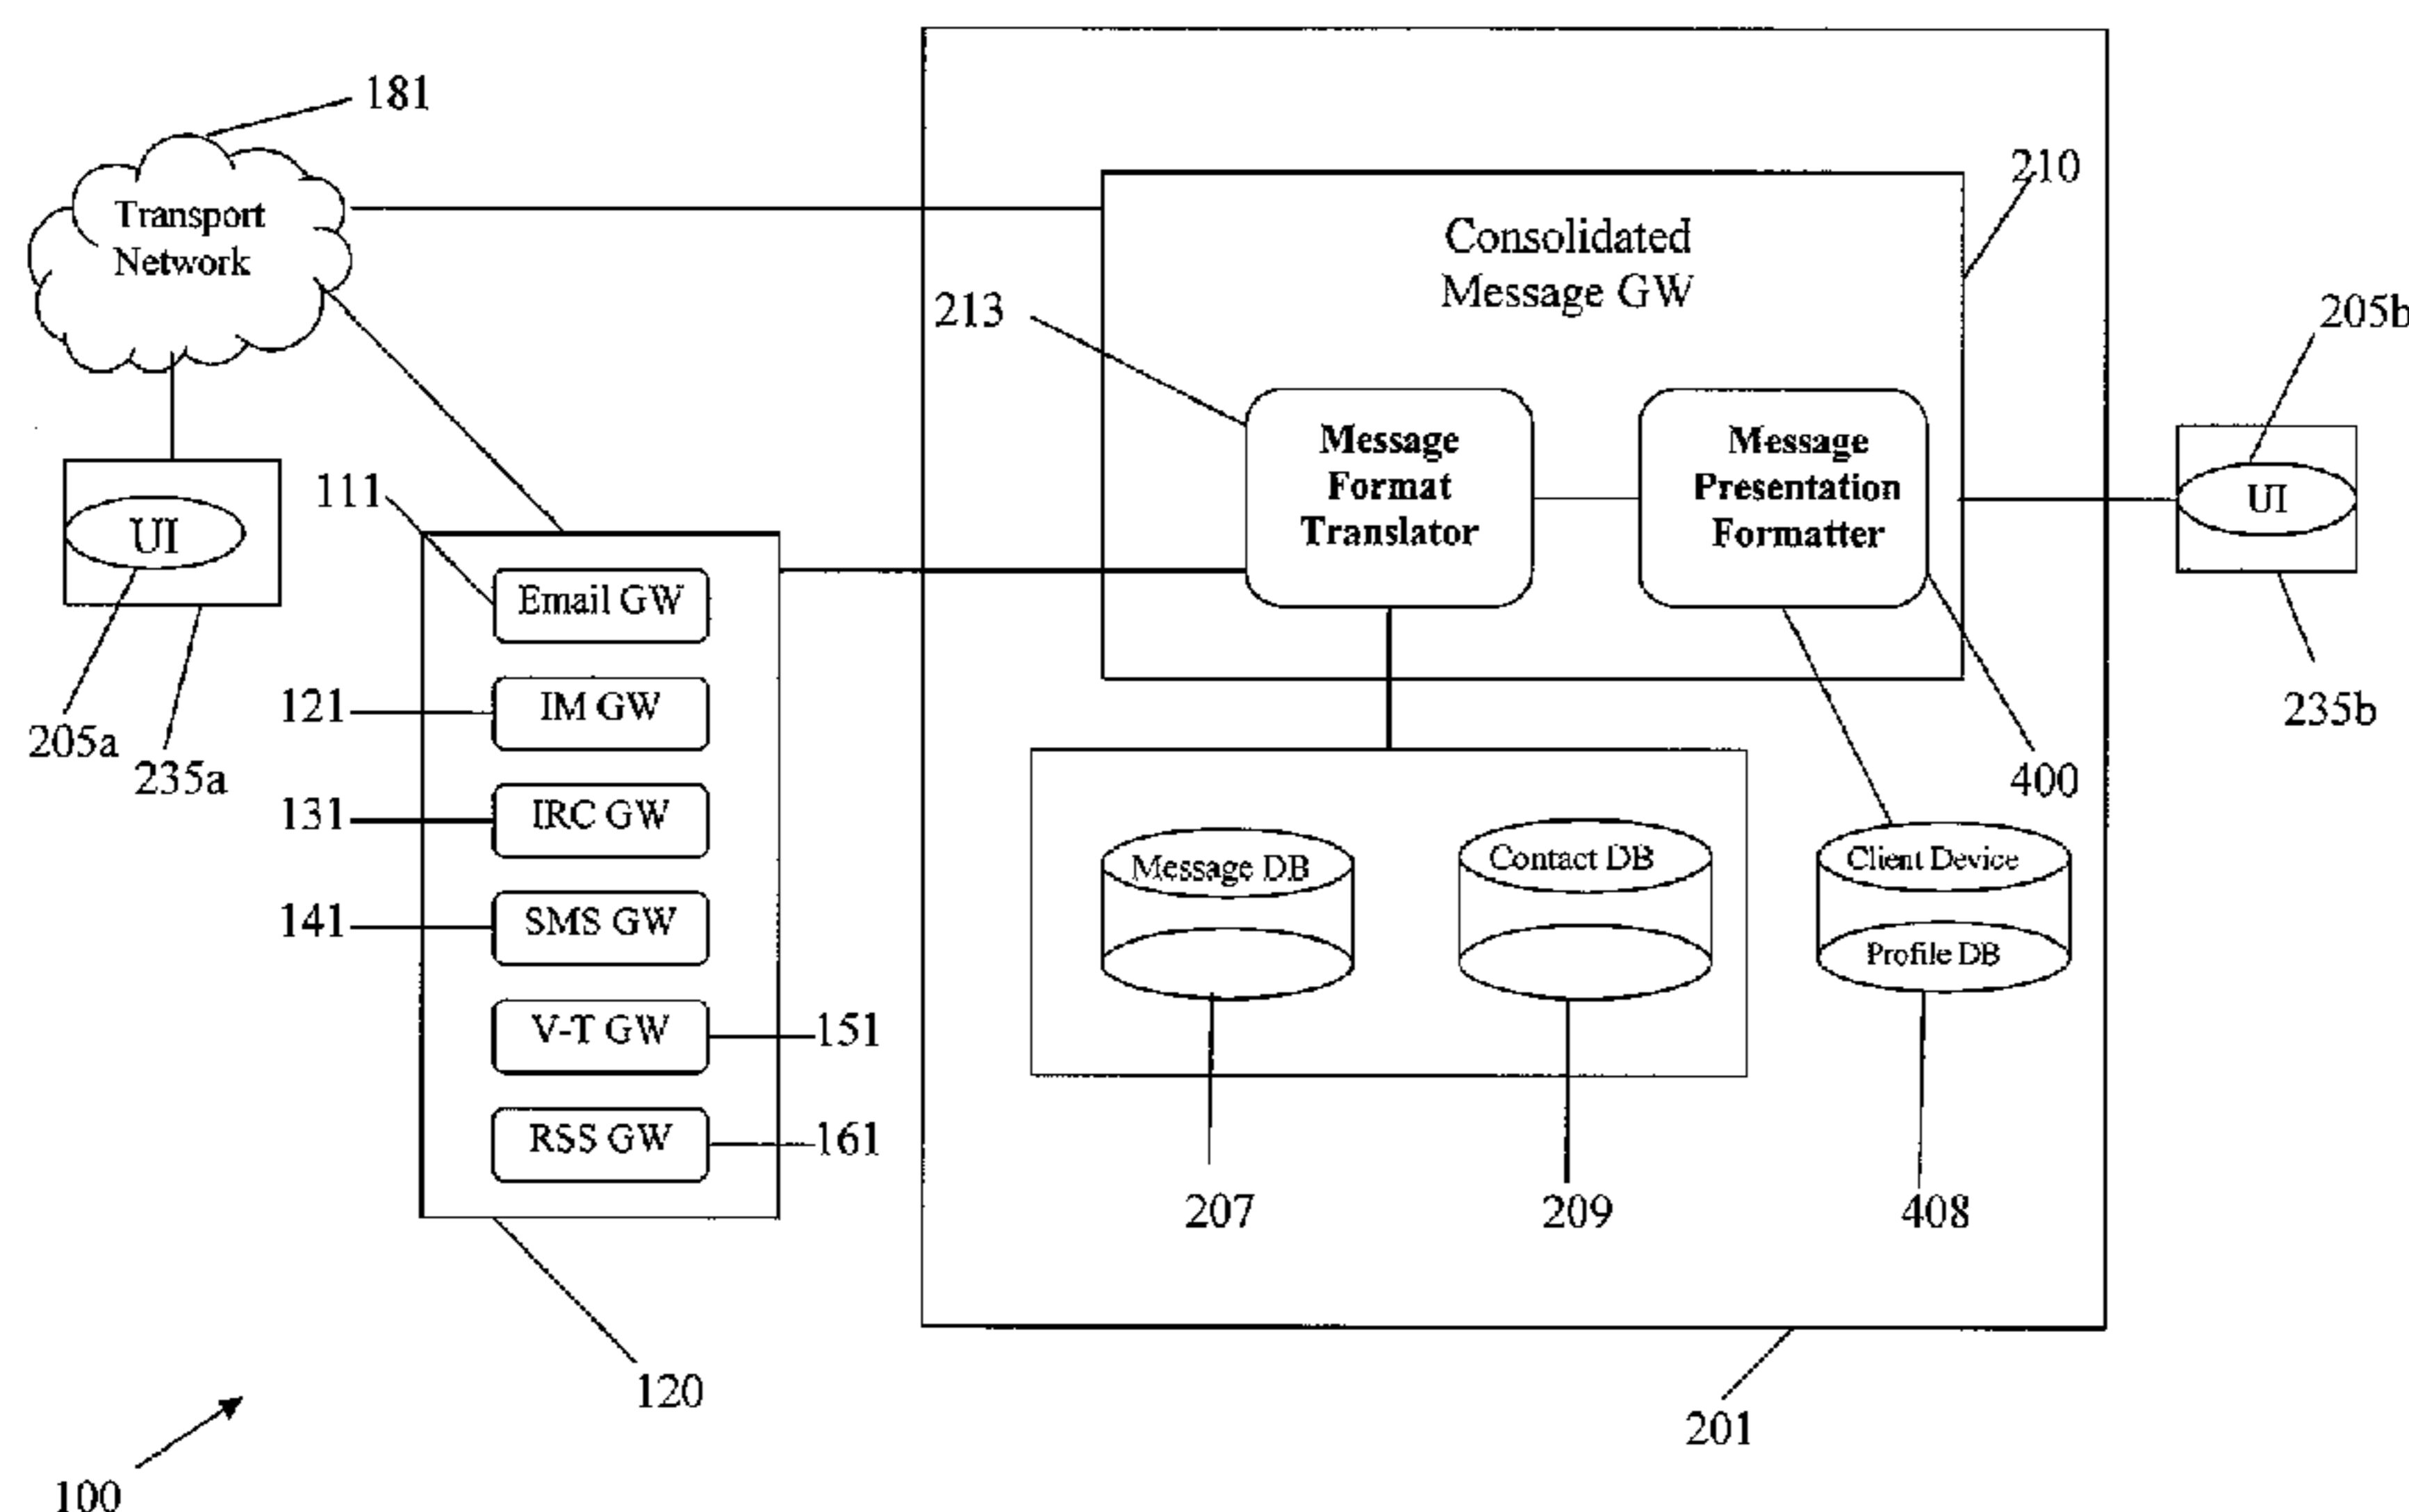 181
Transport
Network
210
Consolidated
Message GW
213
205b
Message
Format
Translator
Message
Presentation
Formatter
UI
111
UI
Email GW
121
IM GW
205a
235a
235b
400
131
IRC GW
Message DB
Contact DB
Client Device
141
SMS GW
Profile DB
V-T GW
151
RSS GW
161
207
209
408
120
201
100